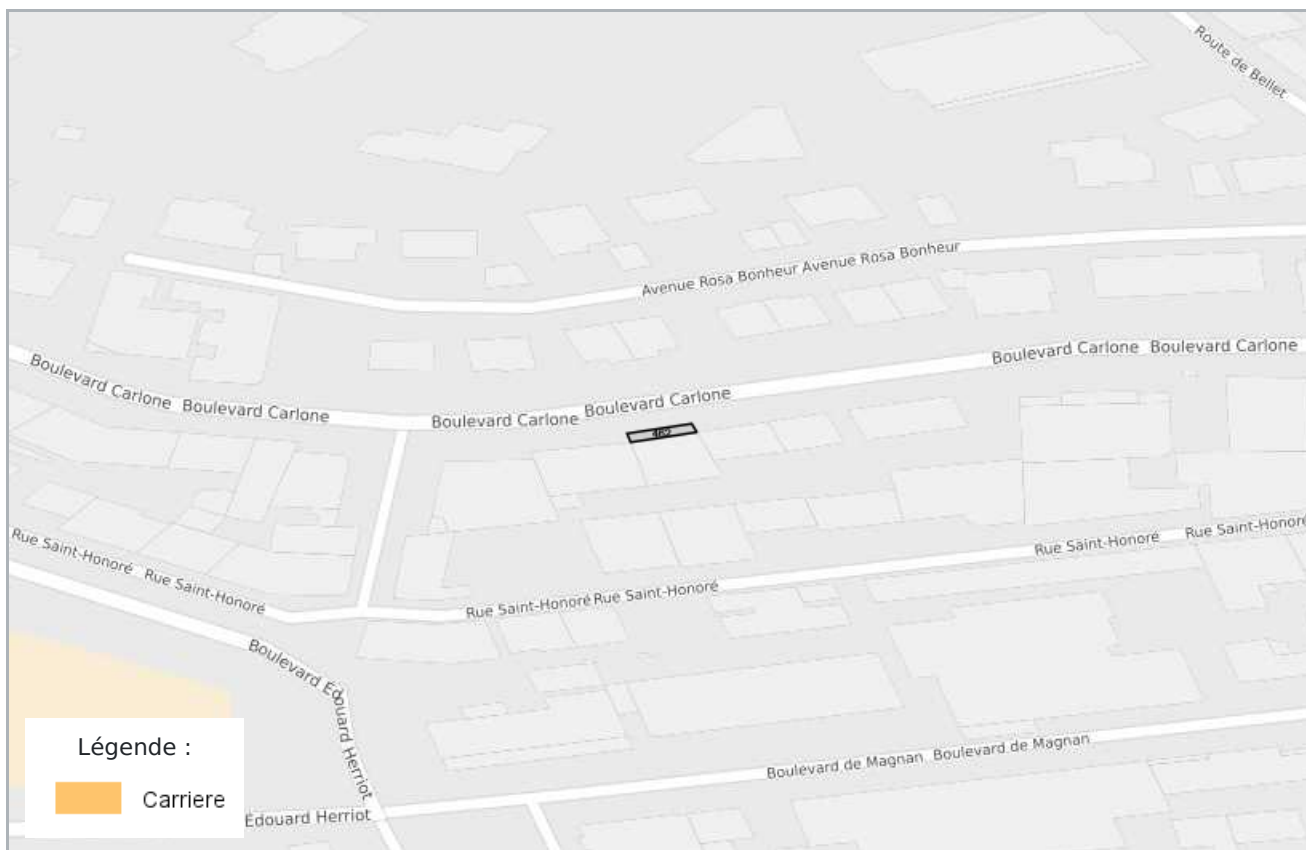 Route de Bellet
Avenue Rosa Bonheur Avenue Rosa Bonheur
Boulevard Carlone Boulevard Carlone
Boulevard Carlone Boulevard Carlone
Boulevard Carlone Boulevard Carlone
Rue Saint-Honoré Rue Saint-Honoré
Rue Saint-Honoré Rue Saint-Honoré
Rue Saint-Honoré Rue Saint-Honoré
Boulevard Édouard Herriot
Boulevard de Magnan Boulevard de Magnan
Édouard Herriot
Légende :
Carriere